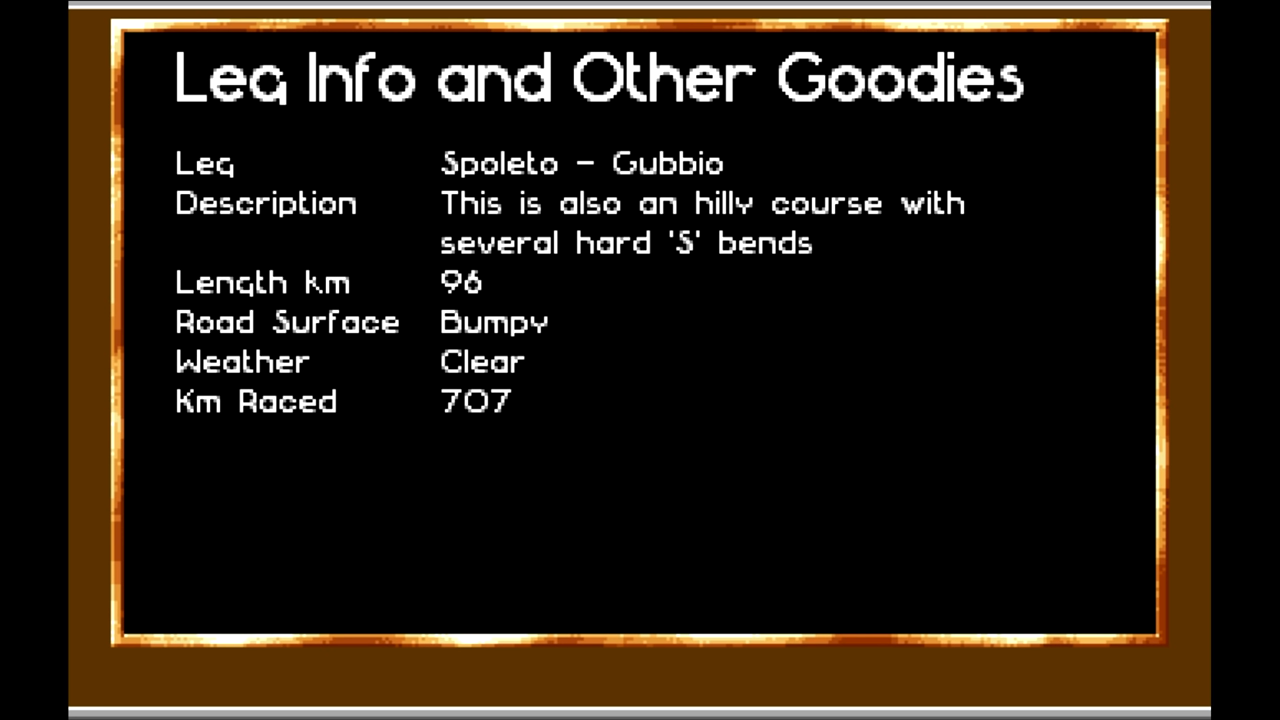 Leg Info and Other Goodies
Leg Spoleto - Gubbio
Description This is also an hilly course with
several hard 'S' bends
Length km 96
Road Surface Bumpy
Weather Clear
Km Raced 707